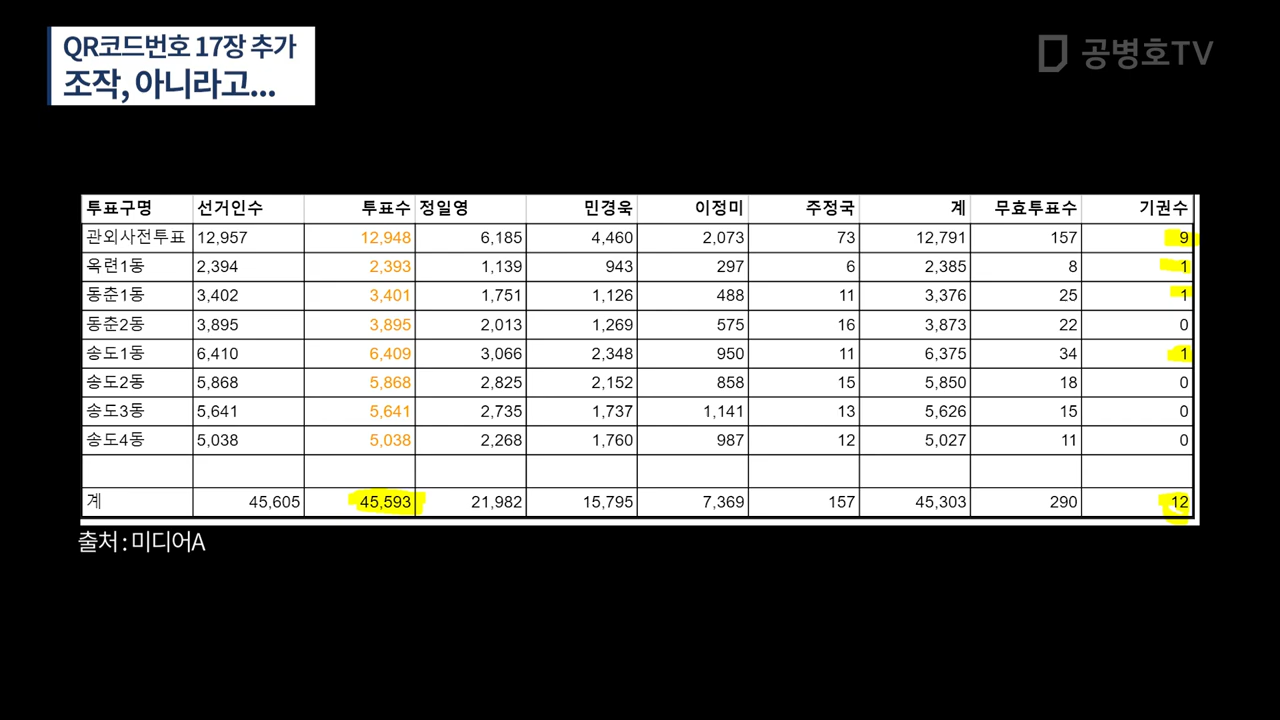 QR코드번호 17장 추가
조작, 아니라고...
공병호TV
투표구명 선거인수 투표수 정일영 민경욱 이정미 주정국 계 무효투표수 기권수
관외사전투표 12,957 12,948 6,185 4,460 2,073 73 12,791 157 9
옥련1동 2,394 2,393 1,139 943 297 6 2,385 8 1
동춘1동 3,402 3,401 1,751 1,126 488 11 3,376 25 1
동춘2동 3,895 3,895 2,013 1,269 575 16 3,873 22 0
송도1동 6,410 6,409 3,066 2,348 950 11 6,375 34 1
송도2동 5,868 5,868 2,825 2,152 858 15 5,850 18 0
송도3동 5,641 5,641 2,735 1,737 1,141 13 5,626 15 0
송도4동 5,038 5,038 2,268 1,760 987 12 5,027 11 0
계 45,605 45,593 21,982 15,795 7,369 157 45,303 290 12
출처 : 미디어A